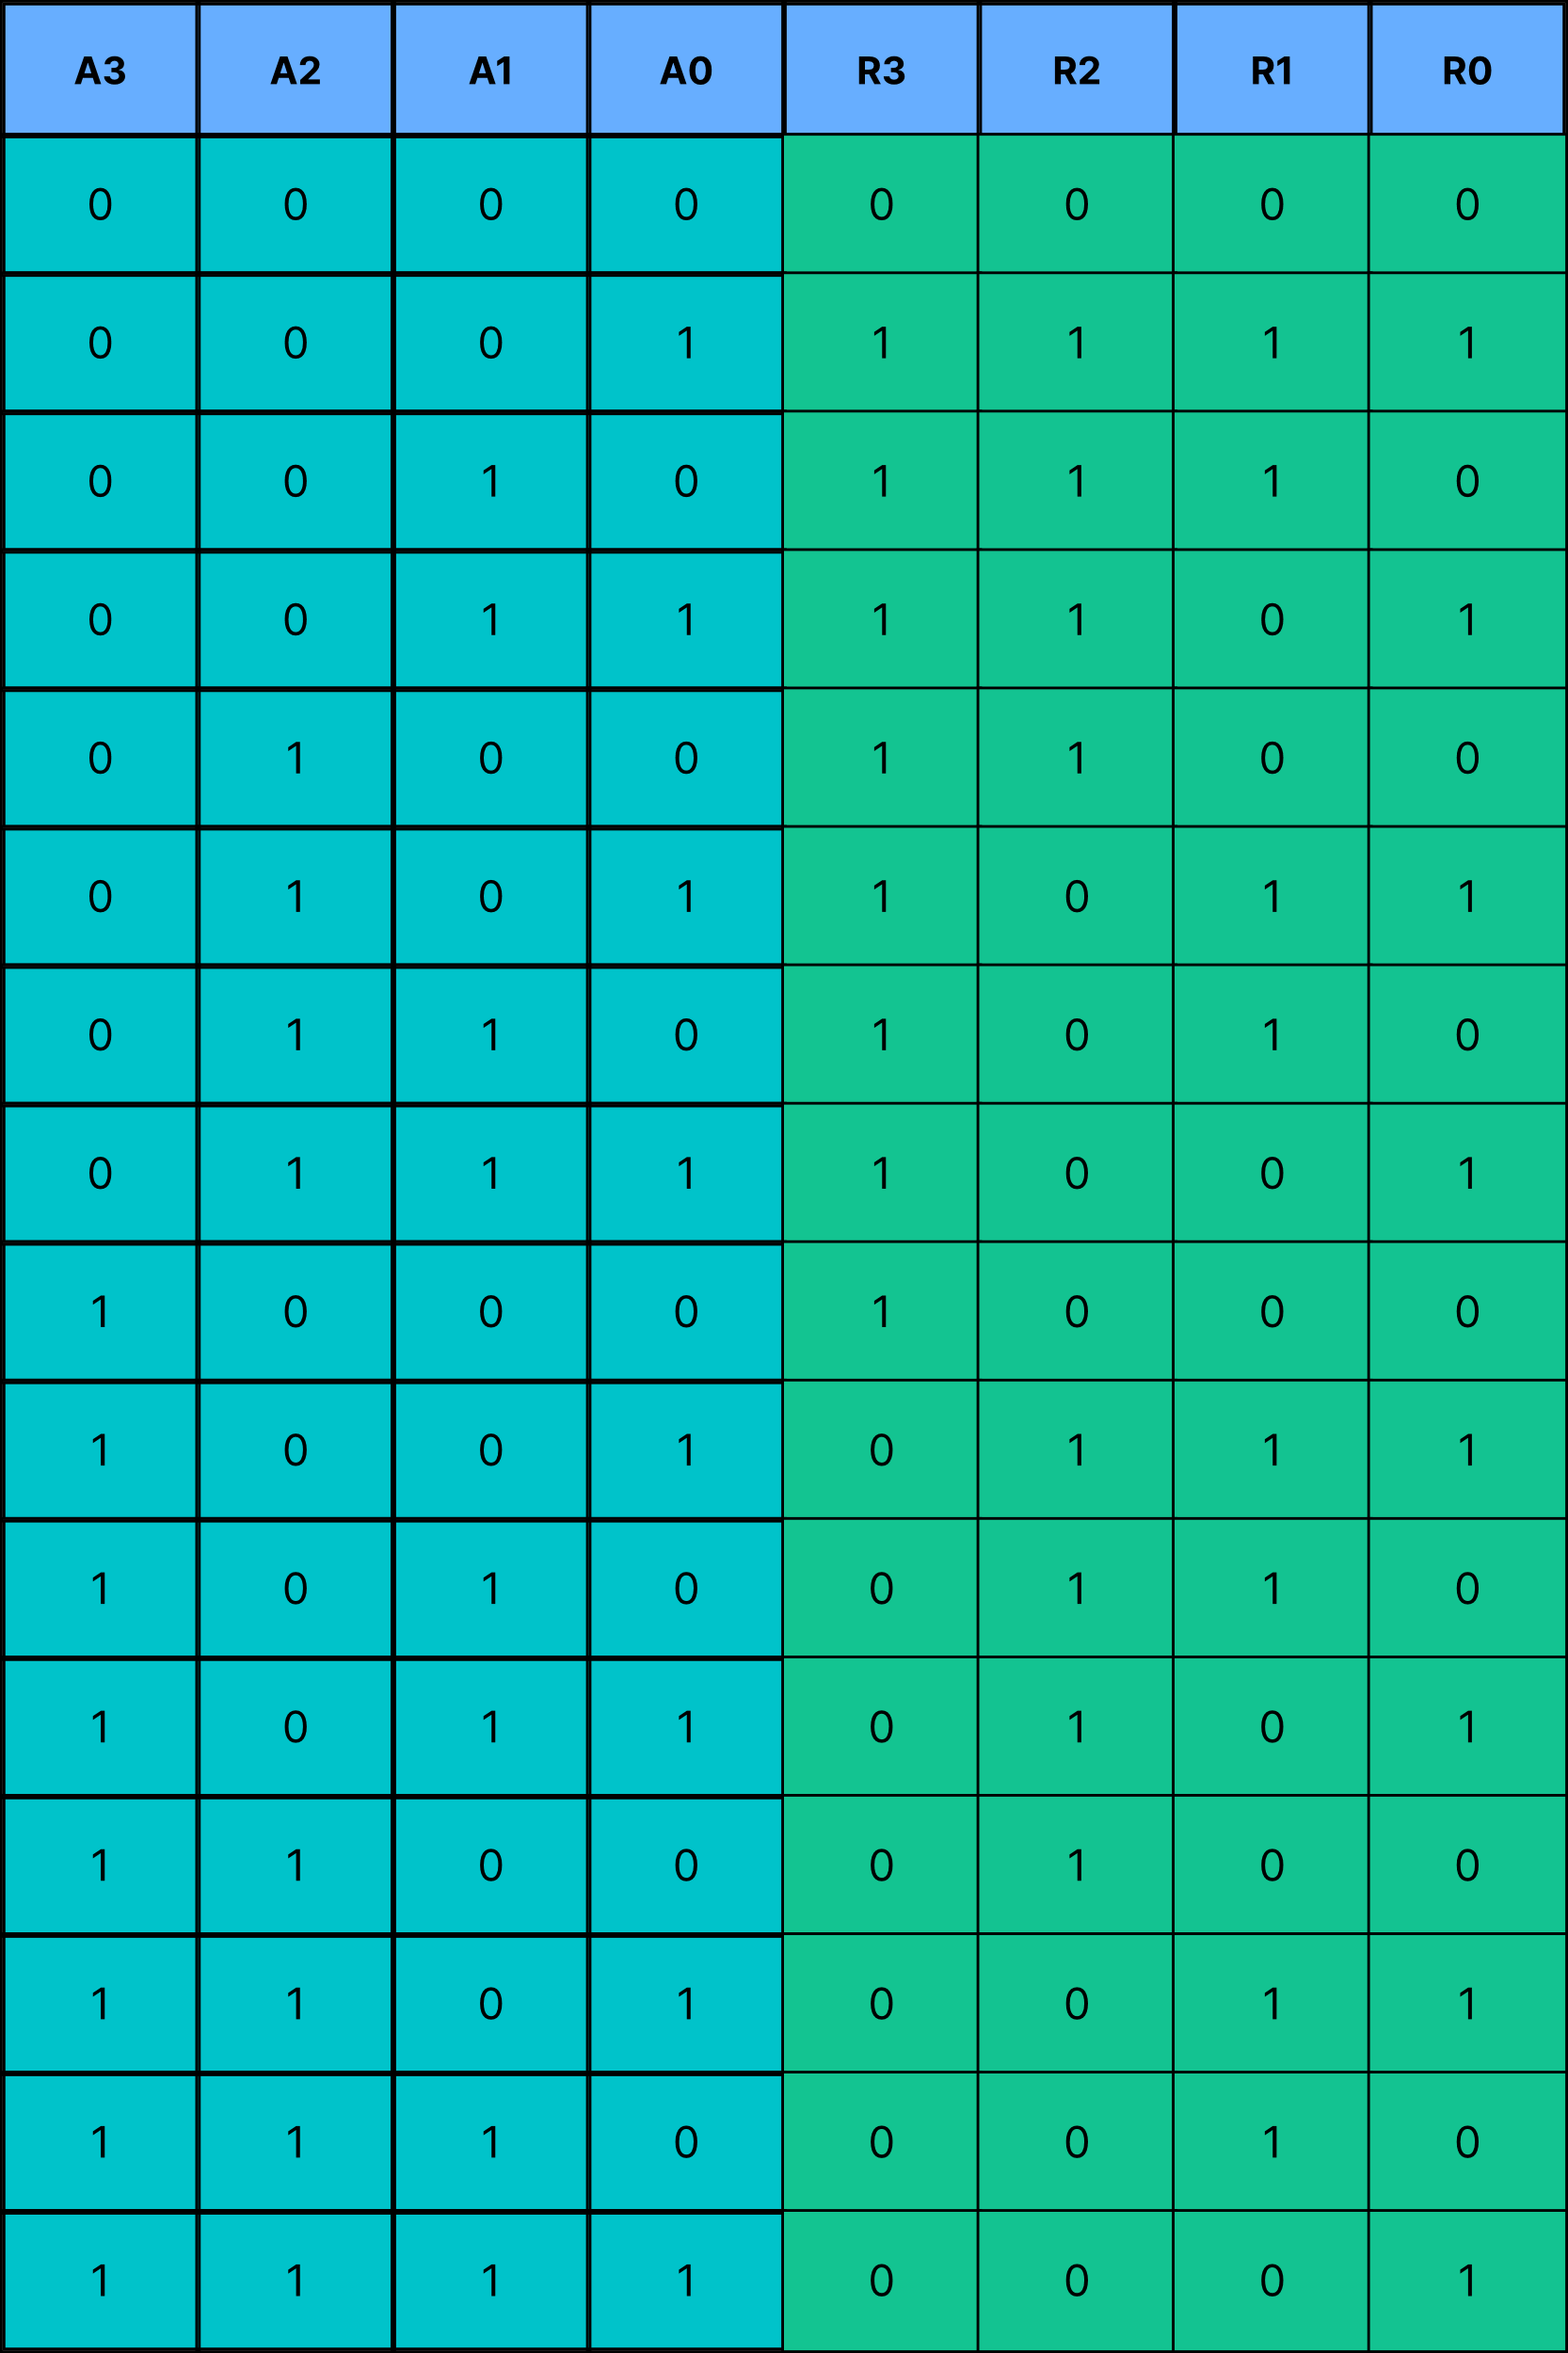 A3 A2 A1 A0 R3 R2 R1 R0
0 0 0 0 0 0 0 0
0 0 0 1 1 1 1 1
0 0 1 0 1 1 1 0
0 0 1 1 1 1 0 1
0 1 0 0 1 1 0 0
0 1 0 1 1 0 1 1
0 1 1 0 1 0 1 0
0 1 1 1 1 0 0 1
1 0 0 0 1 0 0 0
1 0 0 1 0 1 1 1
1 0 1 0 0 1 1 0
1 0 1 1 0 1 0 1
1 1 0 0 0 1 0 0
1 1 0 1 0 0 1 1
1 1 1 0 0 0 1 0
1 1 1 1 0 0 0 1